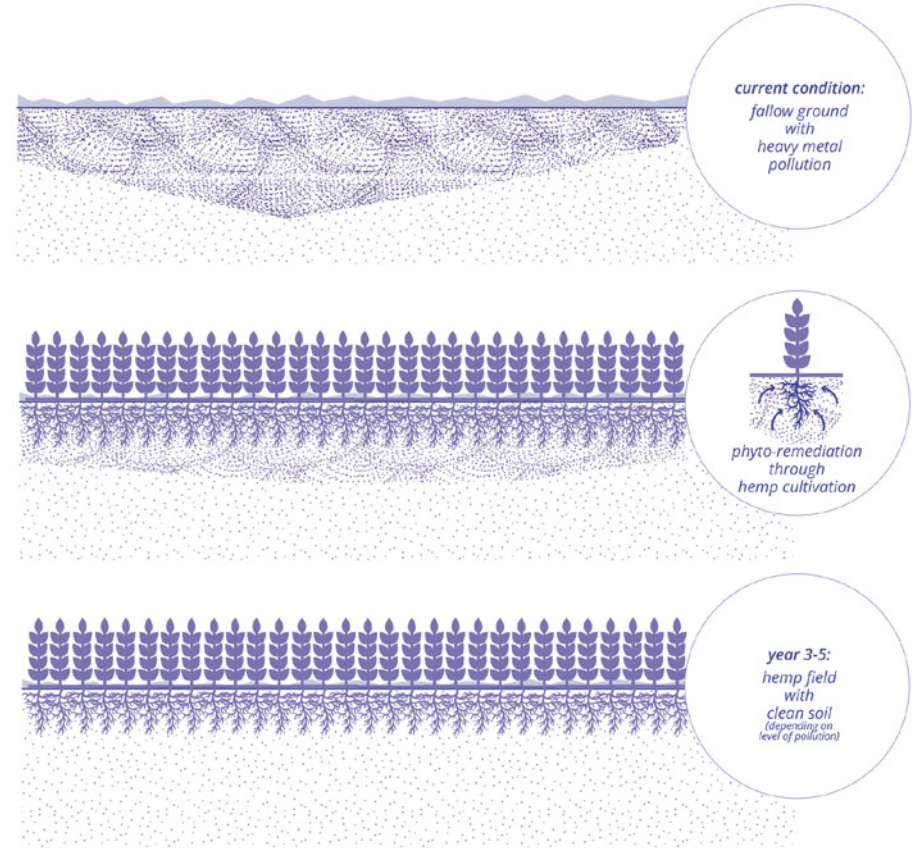 current condition:
fallow ground
with
heavy metal
pollution
phyto-remediation
through
hemp cultivation
year 3-5:
hemp field
with
clean soil
(depending on
level of pollution)